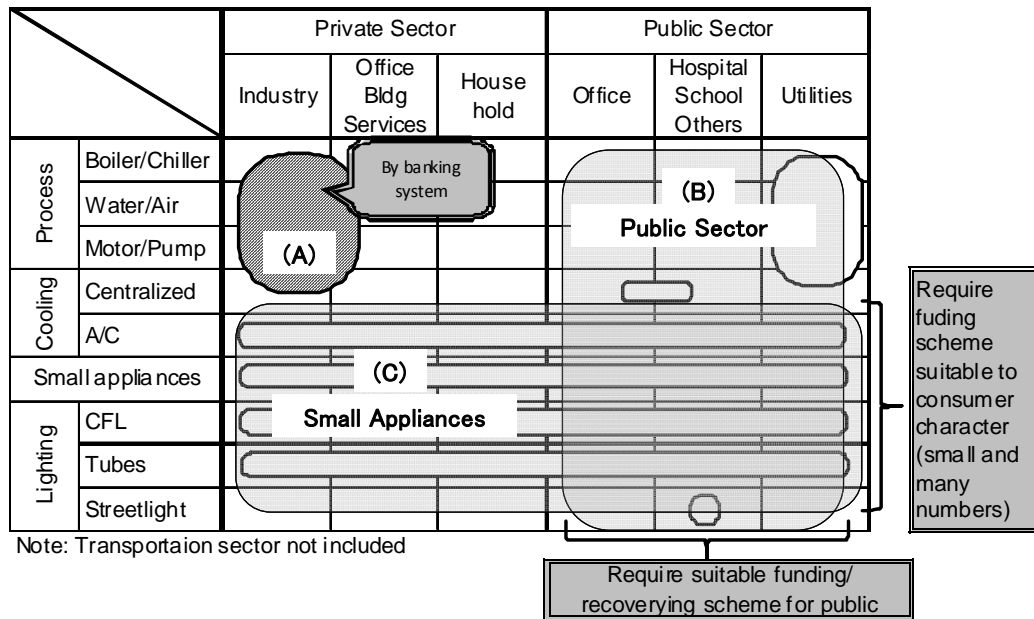 Private Sector
Public Sector
Industry
Office
Bldg
Services
House
hold
Office
Hospital
School
Others
Utilities
Process
Boiler/Chiller
Water/Air
Motor/Pump
By banking
system
(A)
(B)
Public Sector
Cooling
Centralized
A/C
Small appliances
(C)
Small Appliances
Lighting
CFL
Tubes
Streetlight
Require
fuding
scheme
suitable to
consumer
character
(small and
many
numbers)
Note: Transportaion sector not included
Require suitable funding/
recoverying scheme for public